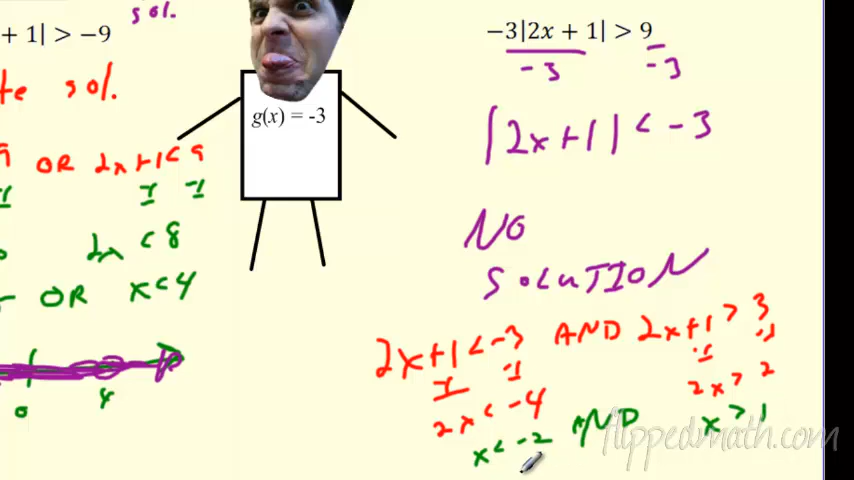 sol.
+ 1| > −9
te sol.
9 OR 2x+1<9
-1 -1
2x < 8
OR x<4
0 4
g(x) = -3
−3|2x + 1| > 9
-3 -3
|2x+1| < -3
NO
SOLUTION
2x+1<-3 AND 2x+1 > 3
-1 -1 -1 -1
2x < -4 2x > 2
x < -2 AND x > 1
flippedmath.com